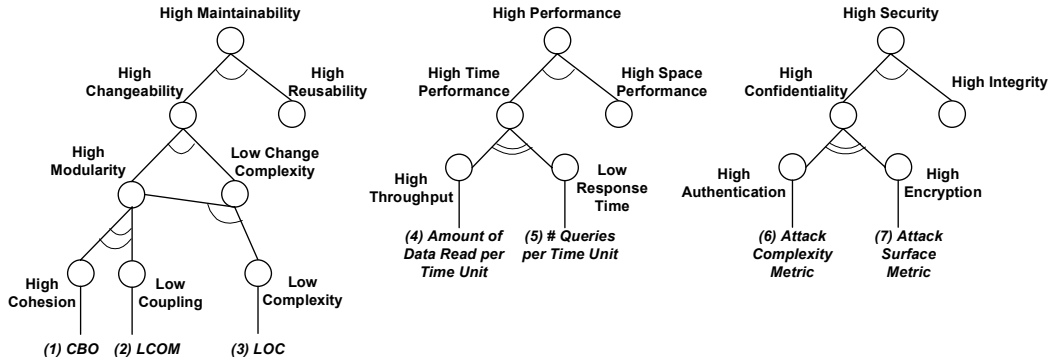 High Maintainability
High
Changeability
High
Reusability
High
Modularity
Low Change
Complexity
High
Cohesion
Low
Coupling
Low
Complexity
(1) CBO
(2) LCOM
(3) LOC
High Performance
High Time
Performance
High Space
Performance
High
Throughput
Low
Response
Time
(4) Amount of
Data Read per
Time Unit
(5) # Queries
per Time Unit
High Security
High
Confidentiality
High Integrity
High
Authentication
High
Encryption
(6) Attack
Complexity
Metric
(7) Attack
Surface
Metric